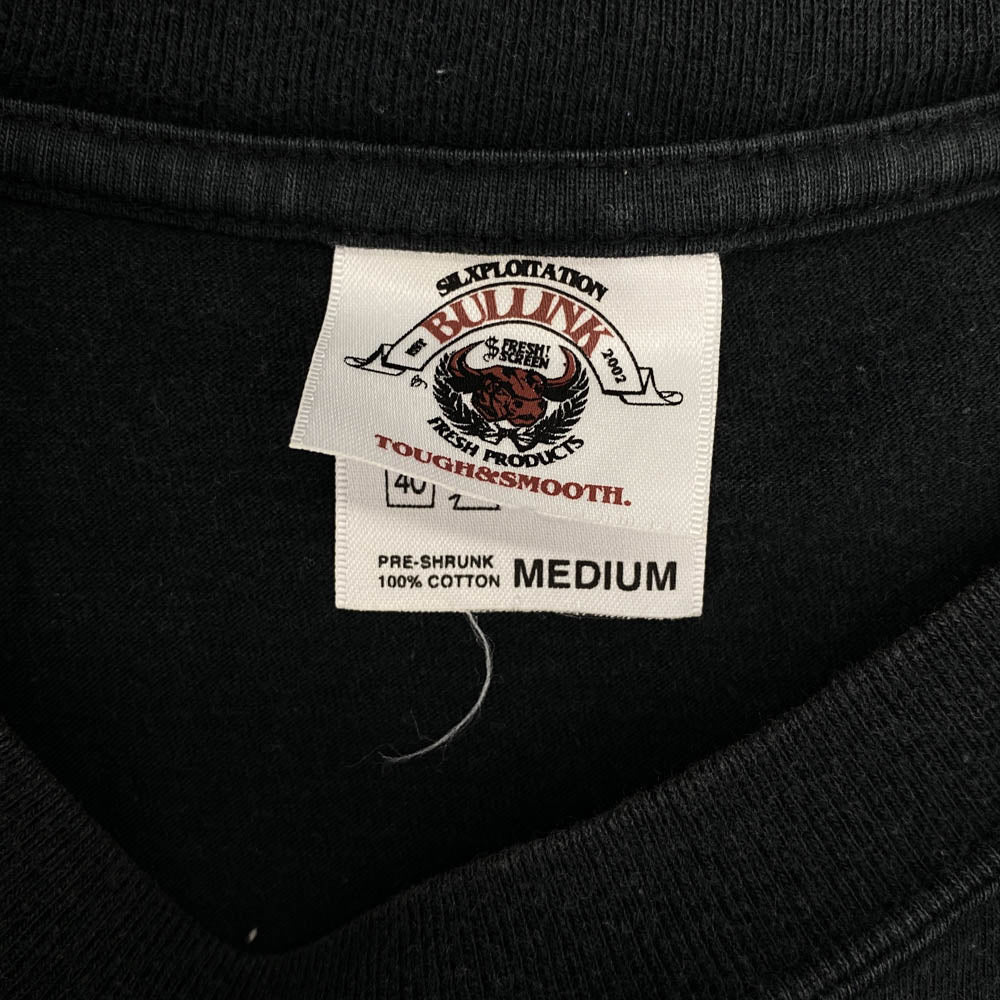 SILXPLOITATION
BULLINK
EST 2002
$ FRESH!
SCREEN
FRESH PRODUCTS
TOUGH&SMOOTH.
40
PRE-SHRUNK
100% COTTON MEDIUM